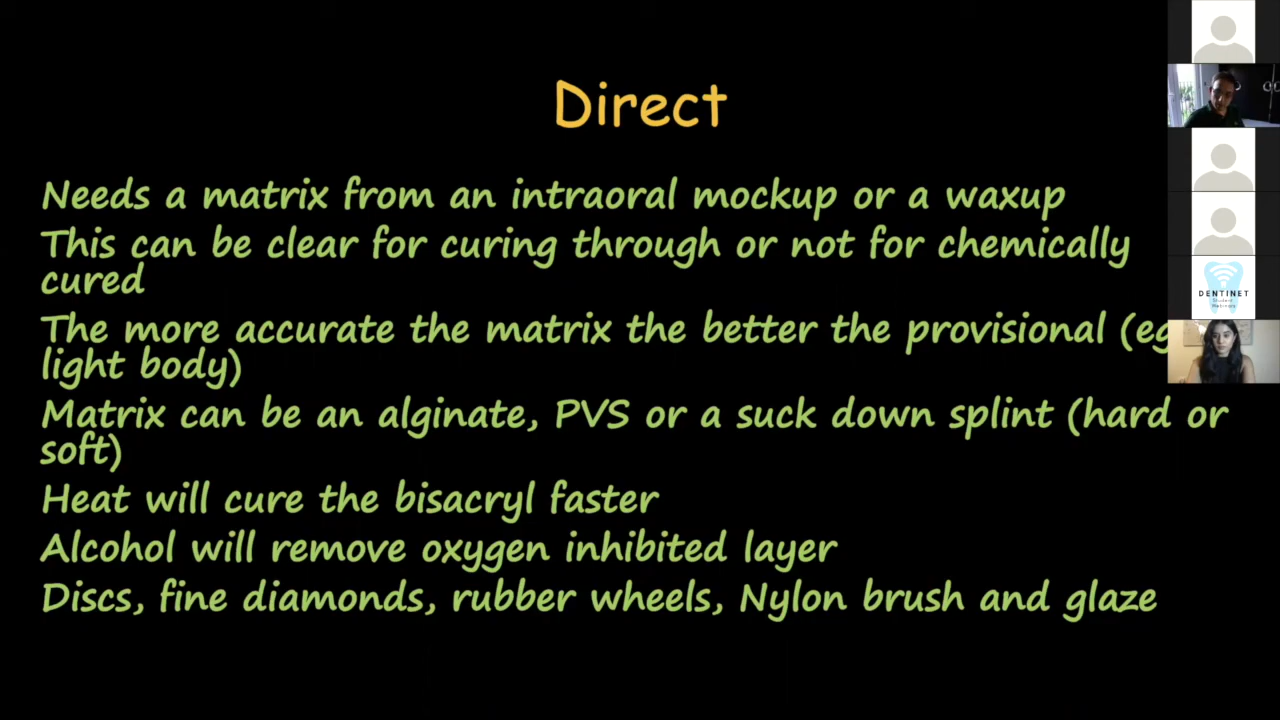 Direct
Needs a matrix from an intraoral mockup or a waxup
This can be clear for curing through or not for chemically
cured
The more accurate the matrix the better the provisional (eg
light body)
Matrix can be an alginate, PVS or a suck down splint (hard or
soft)
Heat will cure the bisacryl faster
Alcohol will remove oxygen inhibited layer
Discs, fine diamonds, rubber wheels, Nylon brush and glaze
DENTINET
Student
Webinars